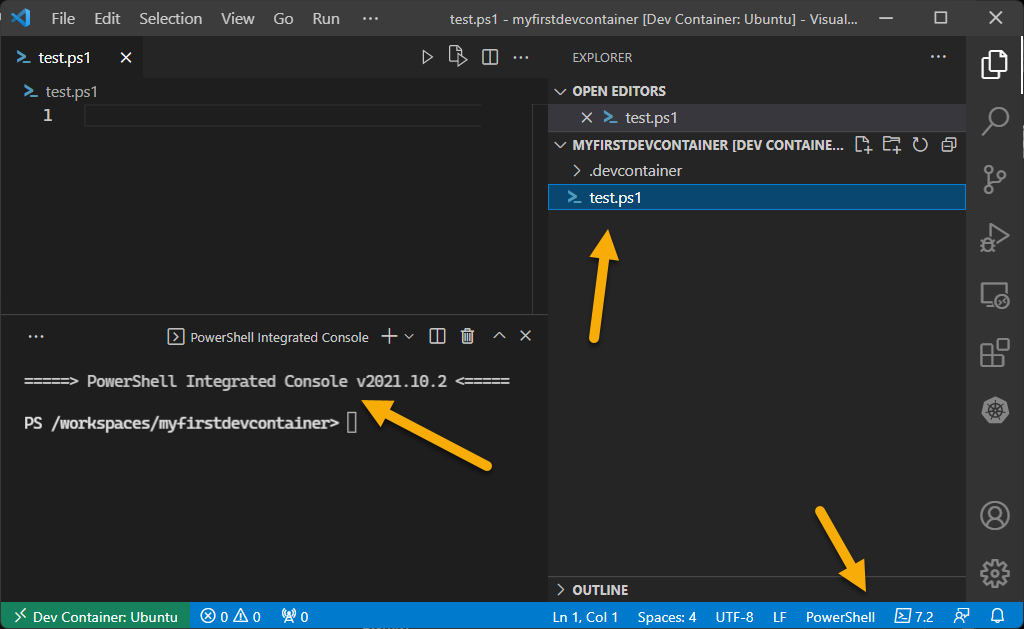 File Edit Selection View Go Run ··· test.ps1 - myfirstdevcontainer [Dev Container: Ubuntu] - Visual...
test.ps1
test.ps1
1
PowerShell Integrated Console
=====> PowerShell Integrated Console v2021.10.2 <=====
PS /workspaces/myfirstdevcontainer>
EXPLORER
OPEN EDITORS
test.ps1
MYFIRSTDEVCONTAINER [DEV CONTAINE...
.devcontainer
test.ps1
OUTLINE
Dev Container: Ubuntu 0 0 0 Ln 1, Col 1 Spaces: 4 UTF-8 LF PowerShell 7.2